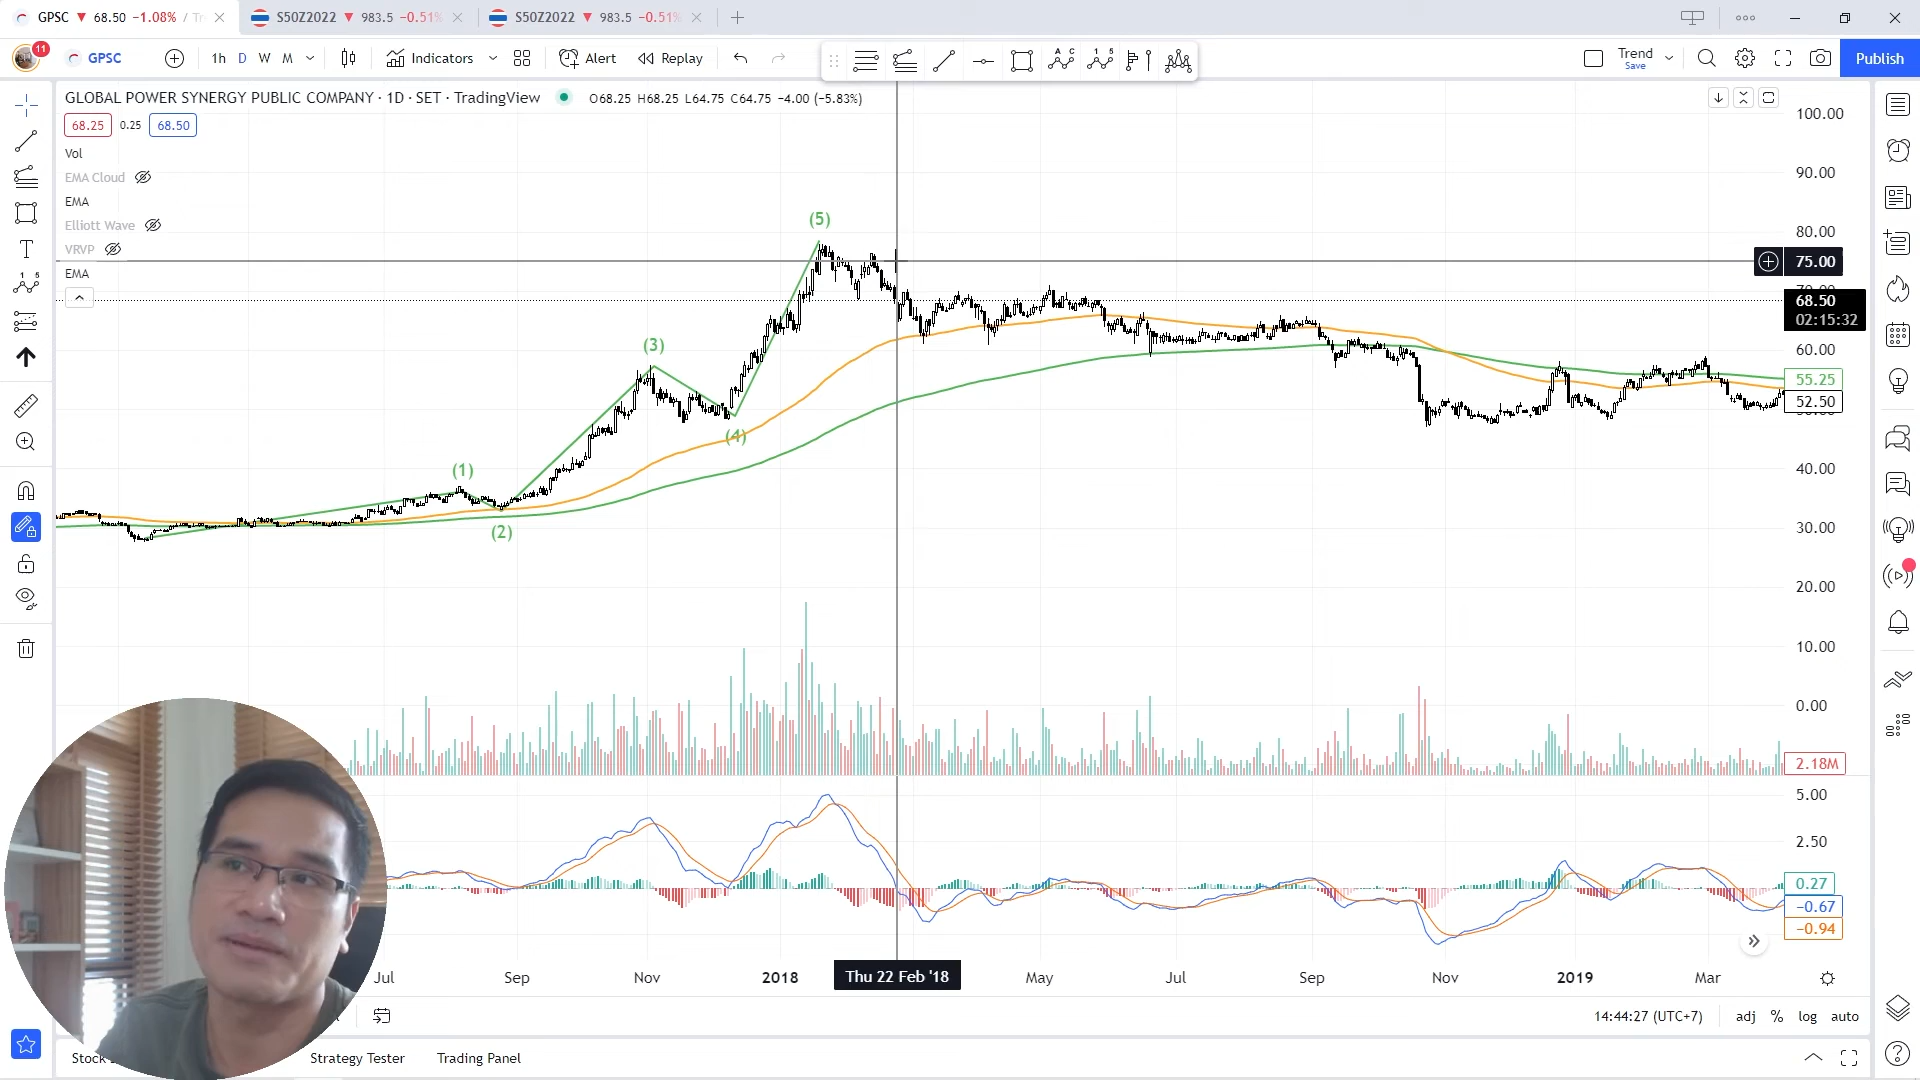 GPSC ▼ 68.50 −1.08% / Tr
S50Z2022 ▼ 983.5 −0.51%
S50Z2022 ▼ 983.5 −0.51%
11
GPSC
1h D W M
Indicators
Alert
Replay
A C
1 5
Trend
Save
Publish
GLOBAL POWER SYNERGY PUBLIC COMPANY · 1D · SET · TradingView
O68.25 H68.25 L64.75 C64.75 −4.00 (−5.83%)
68.25 0.25 68.50
Vol
EMA Cloud
EMA
Elliott Wave
VRVP
EMA
(1)
(2)
(3)
(4)
(5)
100.00
90.00
80.00
75.00
68.50
02:15:32
60.00
55.25
52.50
40.00
30.00
20.00
10.00
0.00
2.18M
5.00
2.50
0.27
−0.67
−0.94
Jul Sep Nov 2018 Thu 22 Feb '18 May Jul Sep Nov 2019 Mar
14:44:27 (UTC+7) adj % log auto
Stock
Strategy Tester
Trading Panel